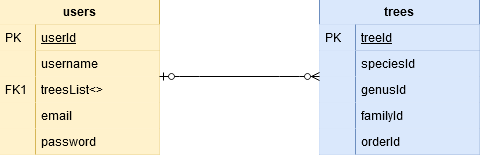 users
PK userId
username
FK1 treesList<>
email
password
trees
PK treeId
speciesId
genusId
familyId
orderId